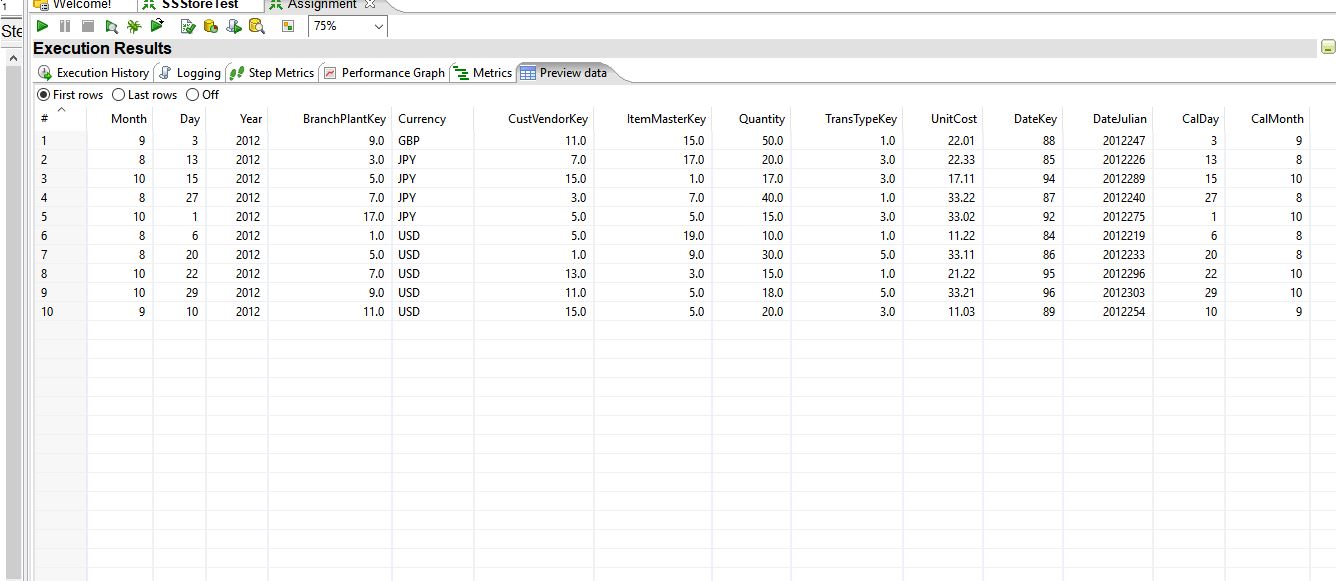 1
Welcome!
SSStoreTest
Assignment
Ste
75%
Execution Results
Execution History Logging Step Metrics Performance Graph Metrics Preview data
First rows Last rows Off
# Month Day Year BranchPlantKey Currency CustVendorKey ItemMasterKey Quantity TransTypeKey UnitCost DateKey DateJulian CalDay CalMonth
1 9 3 2012 9.0 GBP 11.0 15.0 50.0 1.0 22.01 88 2012247 3 9
2 8 13 2012 3.0 JPY 7.0 17.0 20.0 3.0 22.33 85 2012226 13 8
3 10 15 2012 5.0 JPY 15.0 1.0 17.0 3.0 17.11 94 2012289 15 10
4 8 27 2012 7.0 JPY 3.0 7.0 40.0 1.0 33.22 87 2012240 27 8
5 10 1 2012 17.0 JPY 5.0 5.0 15.0 3.0 33.02 92 2012275 1 10
6 8 6 2012 1.0 USD 5.0 19.0 10.0 1.0 11.22 84 2012219 6 8
7 8 20 2012 5.0 USD 1.0 9.0 30.0 5.0 33.11 86 2012233 20 8
8 10 22 2012 7.0 USD 13.0 3.0 15.0 1.0 21.22 95 2012296 22 10
9 10 29 2012 9.0 USD 11.0 5.0 18.0 5.0 33.21 96 2012303 29 10
10 9 10 2012 11.0 USD 15.0 5.0 20.0 3.0 11.03 89 2012254 10 9